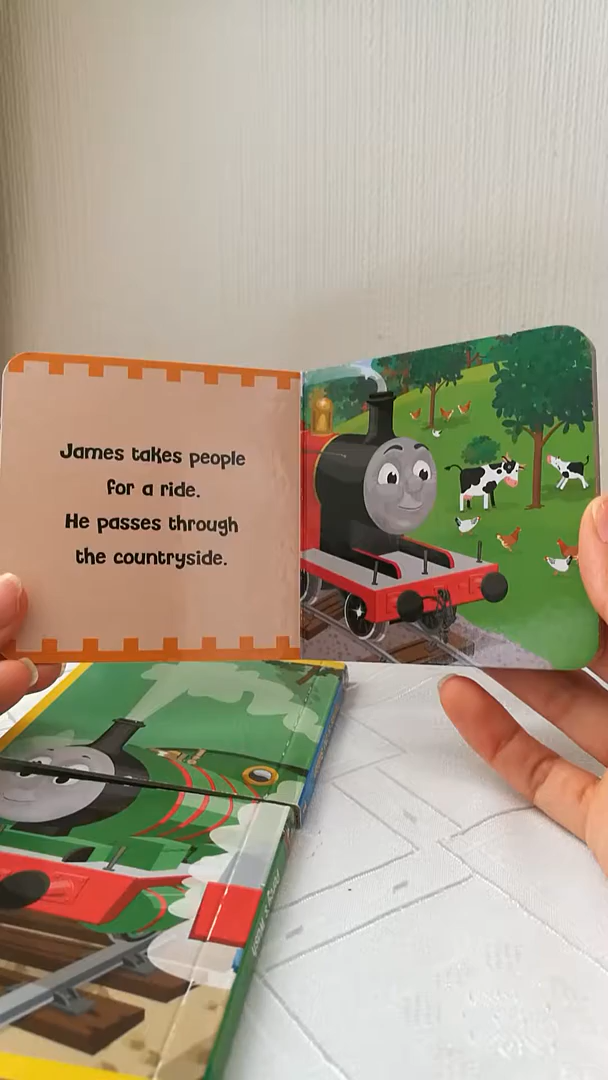 James takes people
for a ride.
He passes through
the countryside.